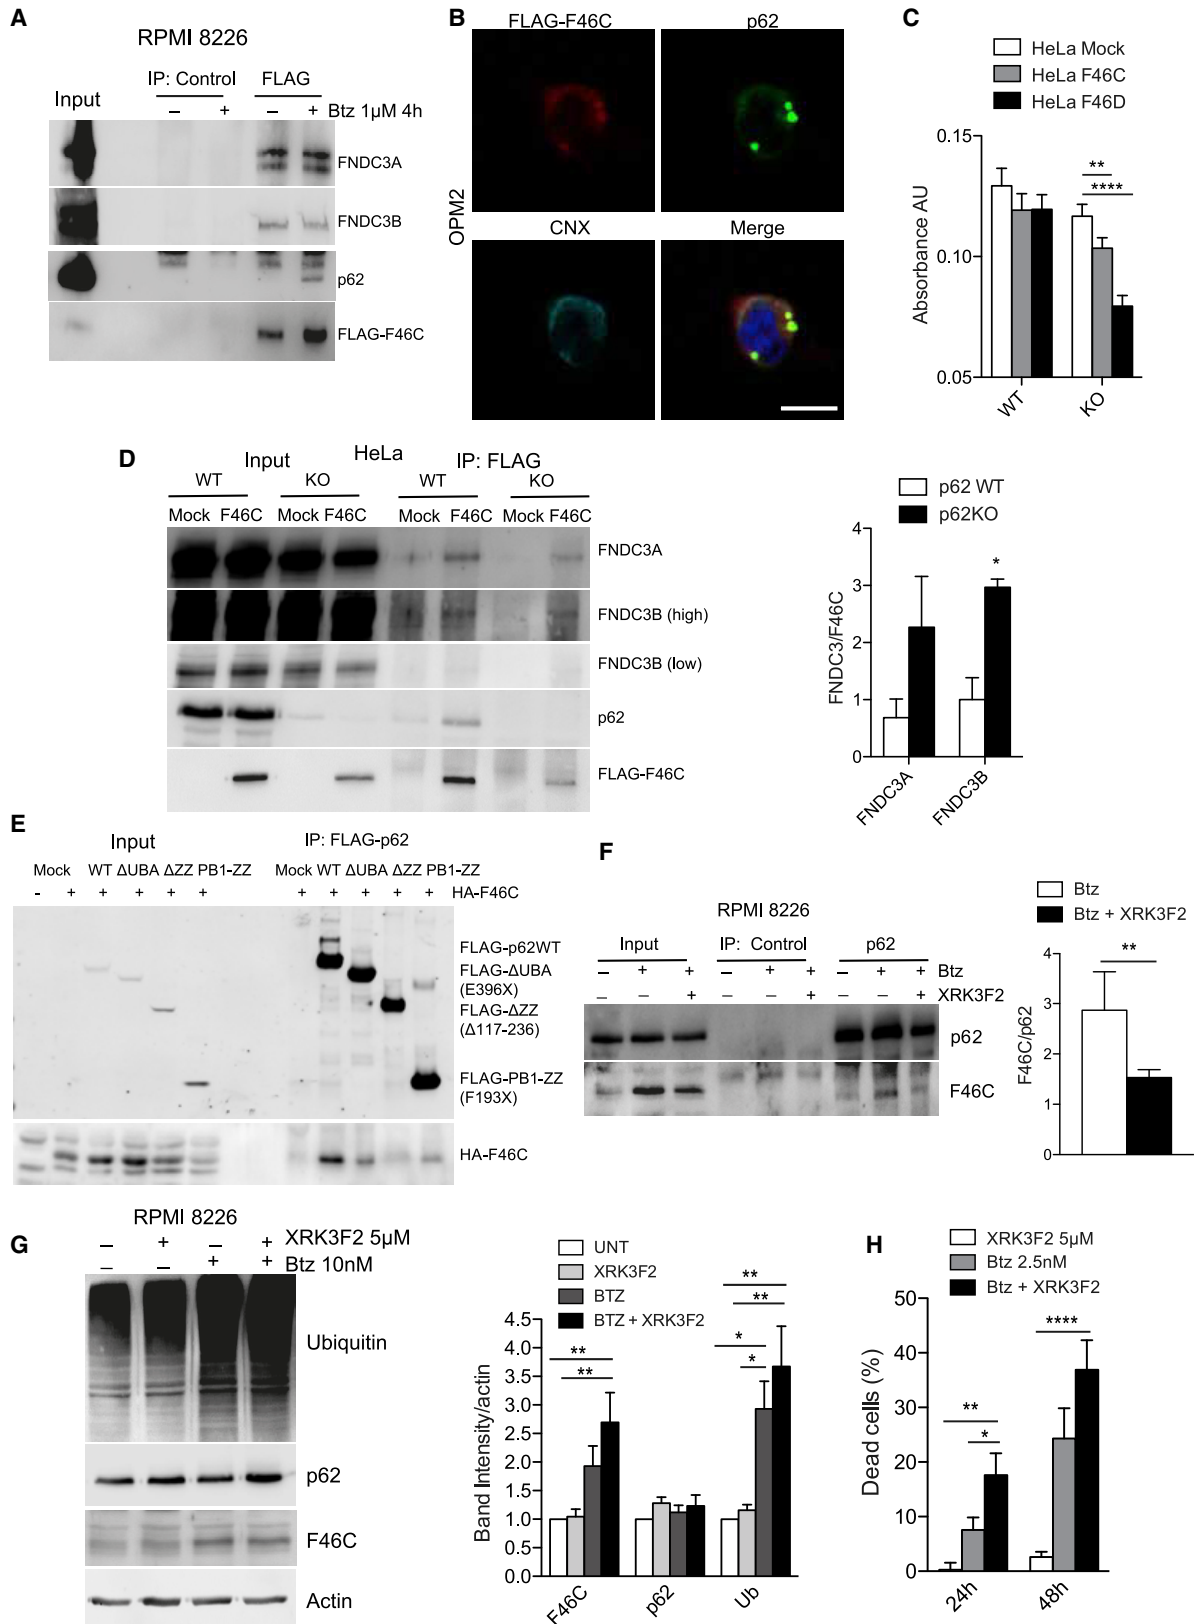 A
RPMI 8226
Input
IP: Control
FLAG
– + – + Btz 1µM 4h
FNDC3A
FNDC3B
p62
FLAG-F46C
B
FLAG-F46C p62
OPM2
CNX Merge
C
HeLa Mock
HeLa F46C
HeLa F46D
Absorbance AU
0.15
0.10
0.05
**
****
WT KO
D
Input HeLa IP: FLAG
WT KO WT KO
Mock F46C Mock F46C Mock F46C Mock F46C
FNDC3A
FNDC3B (high)
FNDC3B (low)
p62
FLAG-F46C
p62 WT
p62KO
FNDC3/F46C
4
3
2
1
0
*
FNDC3A FNDC3B
E
Input IP: FLAG-p62
Mock WT ΔUBA ΔZZ PB1-ZZ Mock WT ΔUBA ΔZZ PB1-ZZ
- + + + + + + + + + + HA-F46C
FLAG-p62WT
FLAG-ΔUBA
(E396X)
FLAG-ΔZZ
(Δ117-236)
FLAG-PB1-ZZ
(F193X)
HA-F46C
F
RPMI 8226
Input IP: Control p62
– + + – + + – + + Btz
– – + – – + – – + XRK3F2
p62
F46C
Btz
Btz + XRK3F2
F46C/p62
4
3
2
1
0
**
G
RPMI 8226
– + – + XRK3F2 5µM
– – + + Btz 10nM
Ubiquitin
p62
F46C
Actin
UNT
XRK3F2
BTZ
BTZ + XRK3F2
Band Intensity/actin
4.5
4.0
3.5
3.0
2.5
2.0
1.5
1.0
0.5
0.0
**
**
**
**
*
*
F46C p62 Ub
H
XRK3F2 5µM
Btz 2.5nM
Btz + XRK3F2
Dead cells (%)
50
40
30
20
10
0
**
*
****
24h 48h